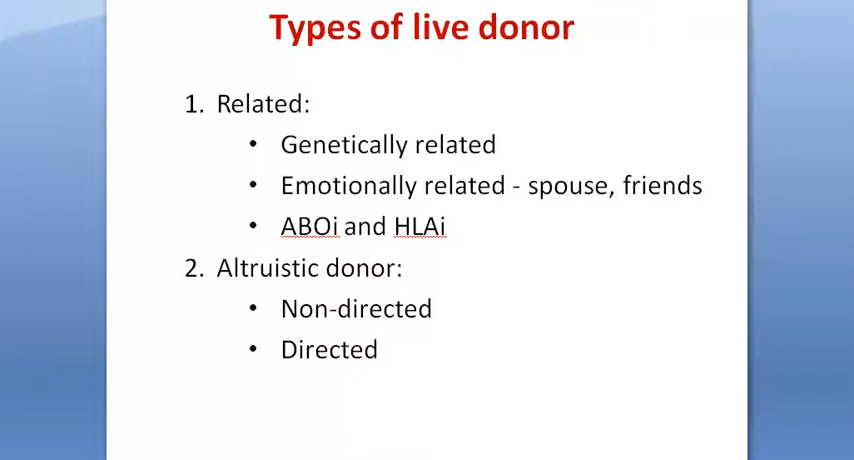 Types of live donor
1. Related:
• Genetically related
• Emotionally related - spouse, friends
• ABOi and HLAi
2. Altruistic donor:
• Non-directed
• Directed